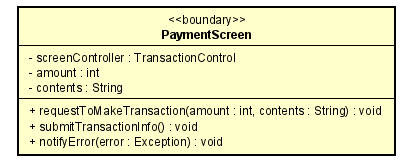 <<boundary>>
PaymentScreen
- screenController : TransactionControl
- amount : int
- contents : String
+ requestToMakeTransaction(amount : int, contents : String) : void
+ submitTransactionInfo() : void
+ notifyError(error : Exception) : void